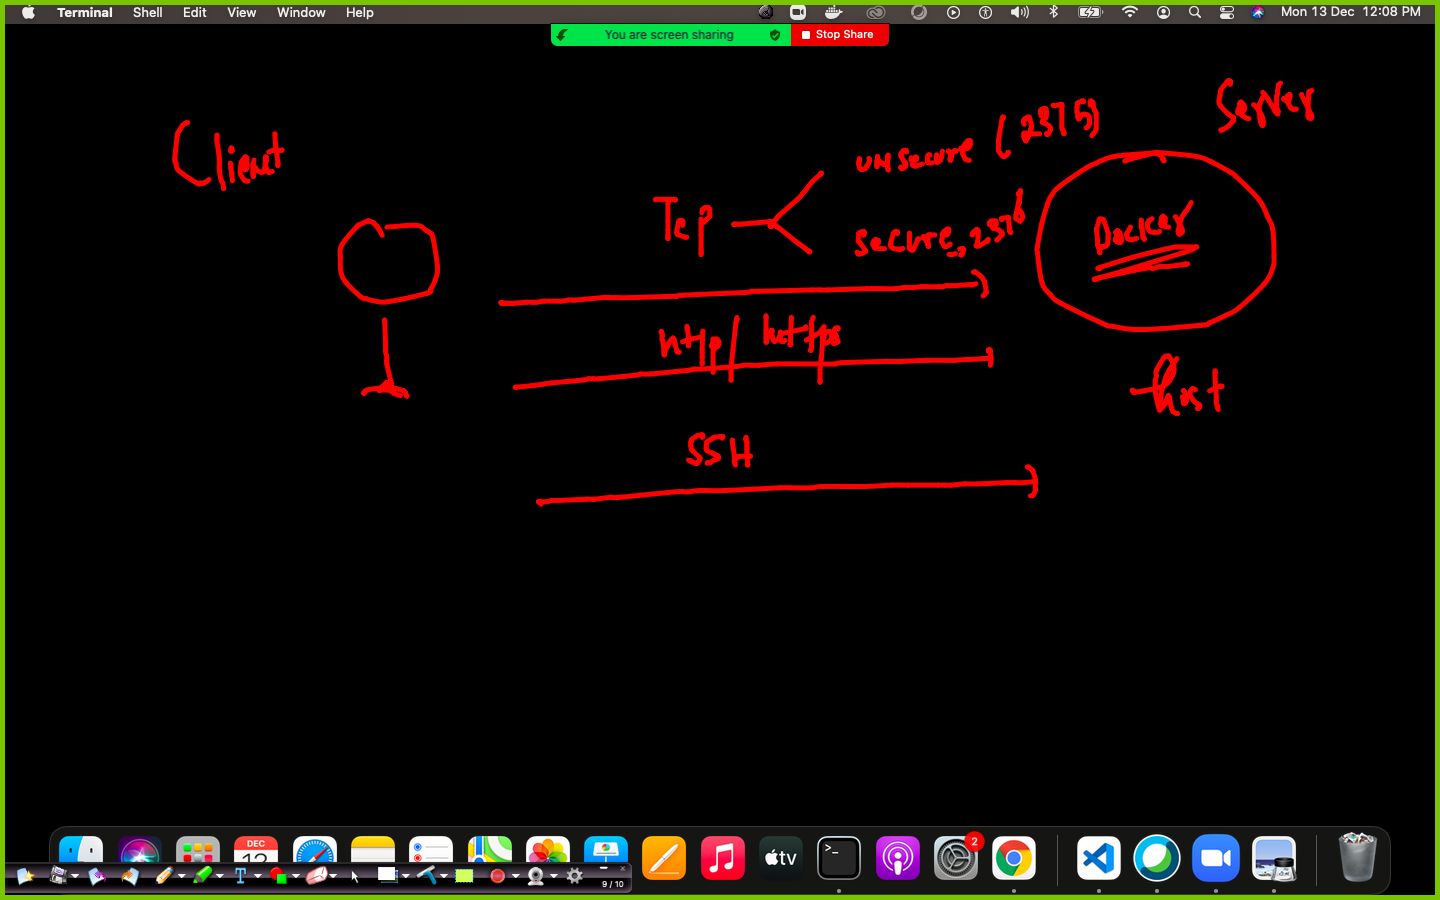 Terminal Shell Edit View Window Help Mon 13 Dec 12:08 PM
You are screen sharing Stop Share
Server
Client
unsecure (2375)
Tcp
secure, 2376
Docker
http / https
host
SSH
DEC
tv
>_
2
T
9 / 10